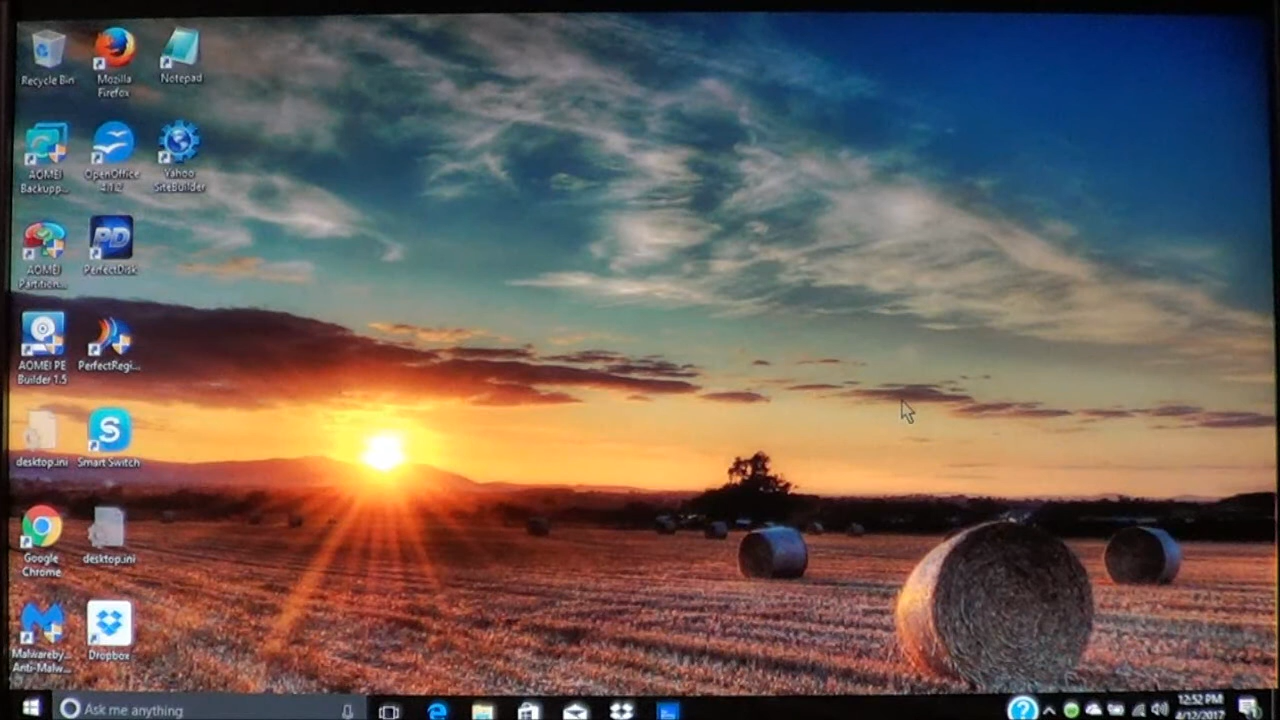 Recycle Bin
Mozilla
Firefox
Notepad
AOMEI
Backupp...
OpenOffice
4.1.2
Yahoo
SiteBuilder
AOMEI
Partition...
PD
PerfectDisk
AOMEI PE
Builder 1.5
PerfectRegi...
desktop.ini
S
Smart Switch
Google
Chrome
desktop.ini
Malwareby...
Anti-Malw...
Dropbox
Ask me anything
12:52 PM
4/12/2017